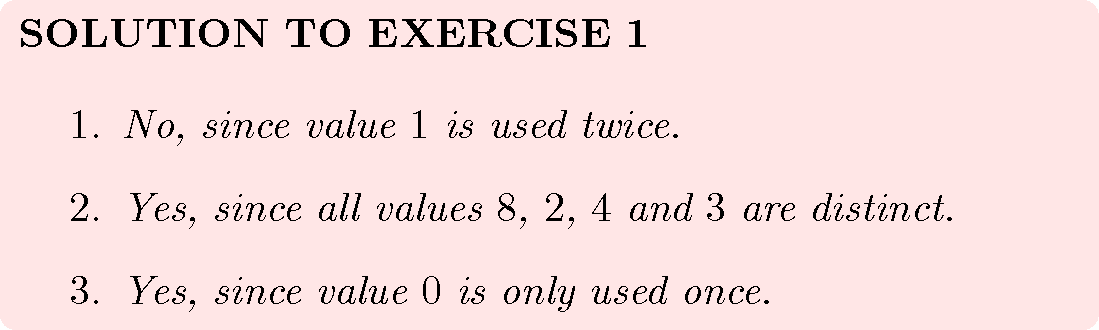 SOLUTION TO EXERCISE 1
1. No, since value 1 is used twice.
2. Yes, since all values 8, 2, 4 and 3 are distinct.
3. Yes, since value 0 is only used once.